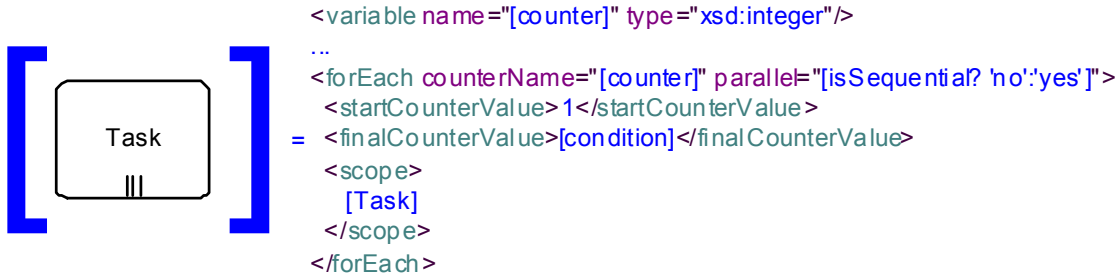 <variable name="[counter]" type="xsd:integer"/>
...
<forEach counterName="[counter]" parallel="[isSequential? 'no':'yes']">
<startCounterValue>1</startCounterValue>
Task
= <finalCounterValue>[condition]</finalCounterValue>
<scope>
[Task]
</scope>
</forEach>